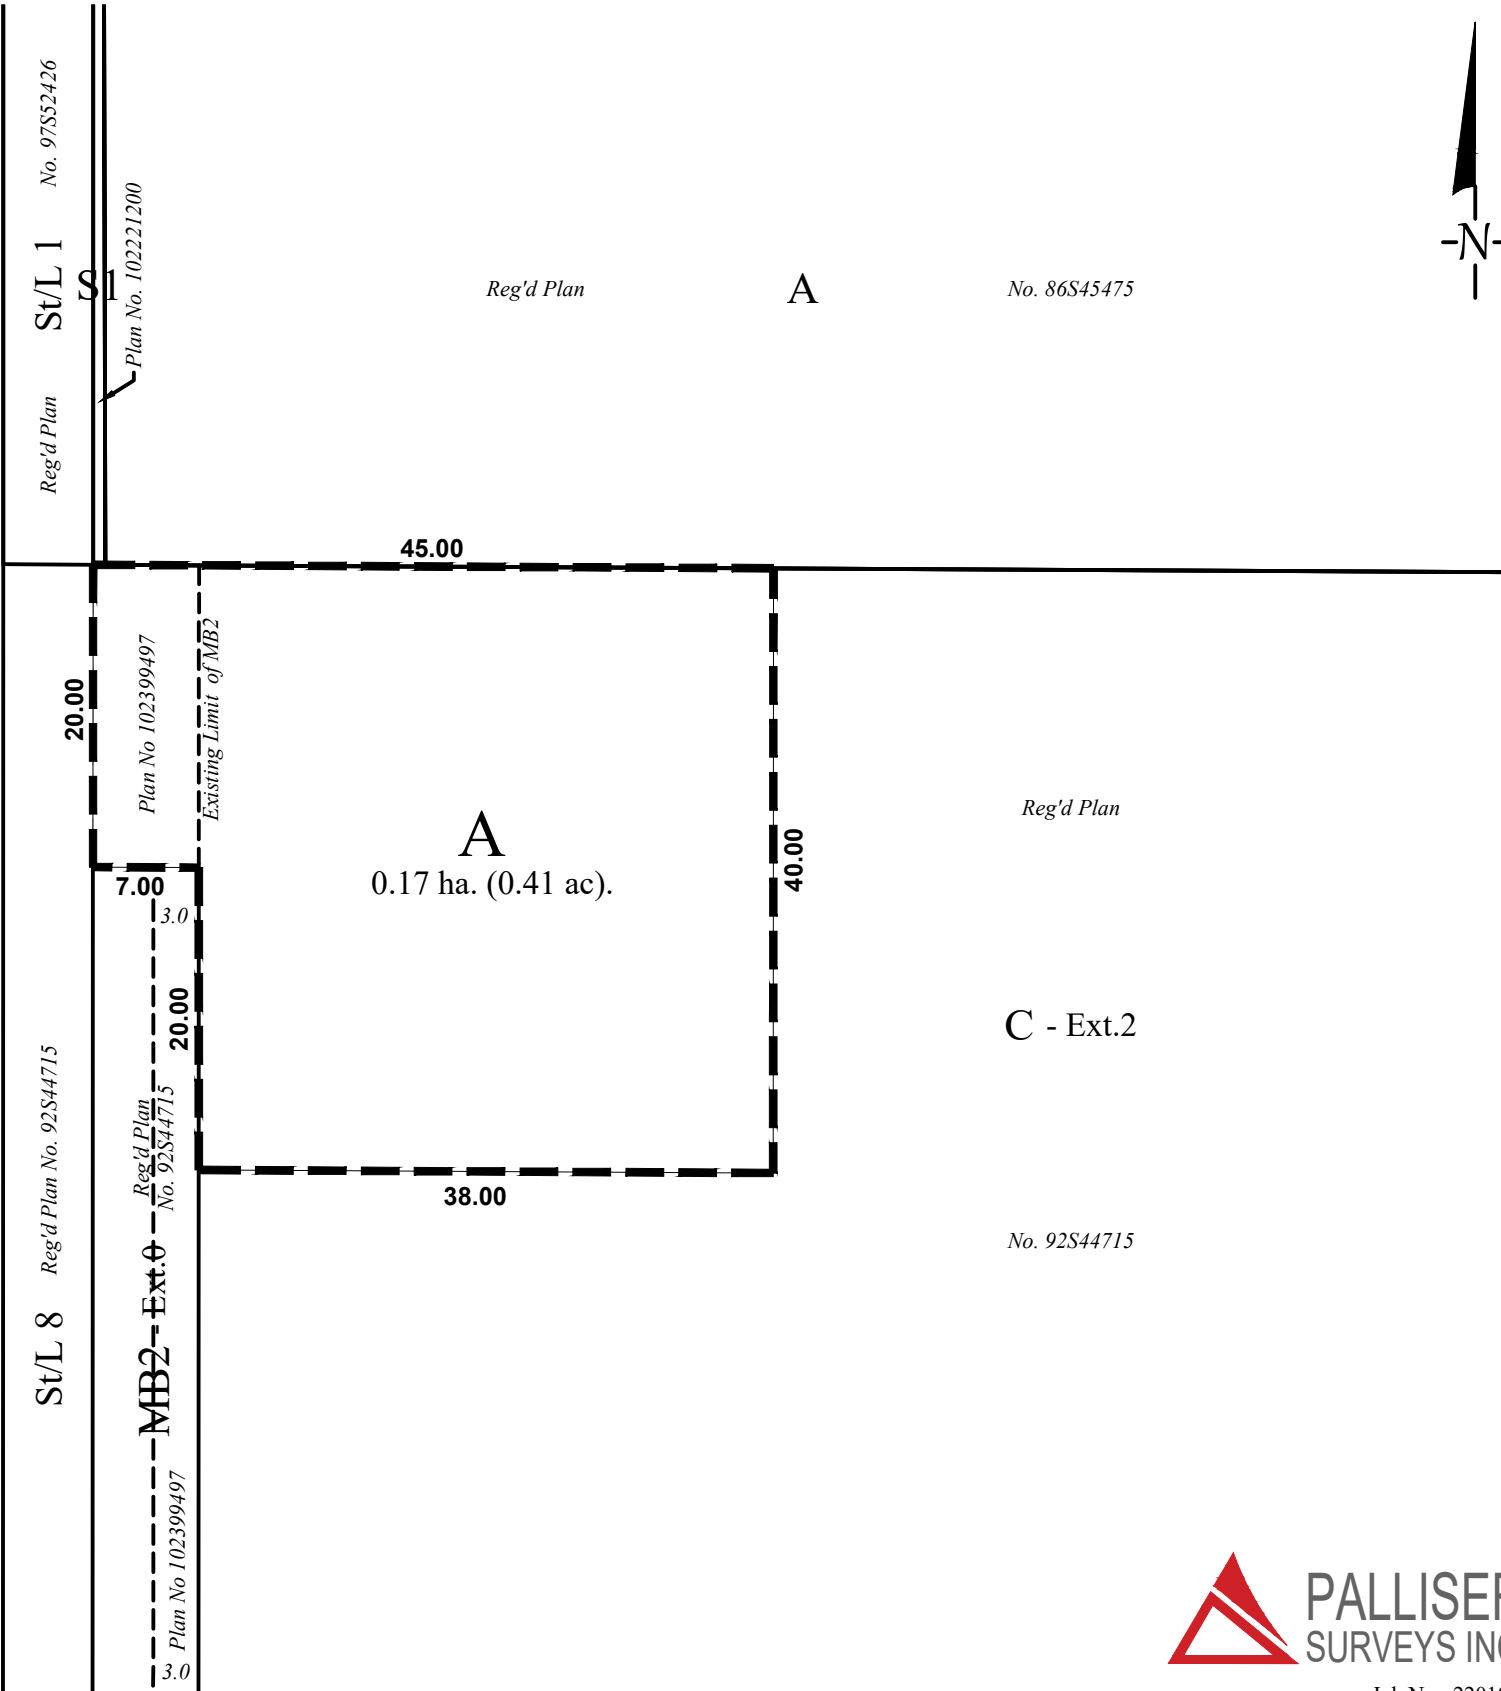 No. 97S52426
St/L 1
Reg'd Plan
S1
Plan No. 102221200
Reg'd Plan
A
No. 86S45475
N
45.00
20.00
Plan No 102399497
Existing Limit of MB2
A
0.17 ha. (0.41 ac).
40.00
Reg'd Plan
7.00
3.0
20.00
C - Ext.2
Reg'd Plan No. 92S44715
St/L 8
Reg'd Plan
No. 92S44715
38.00
No. 92S44715
MB2 - Ext.0
Plan No 102399497
3.0
PALLISER
SURVEYS INC